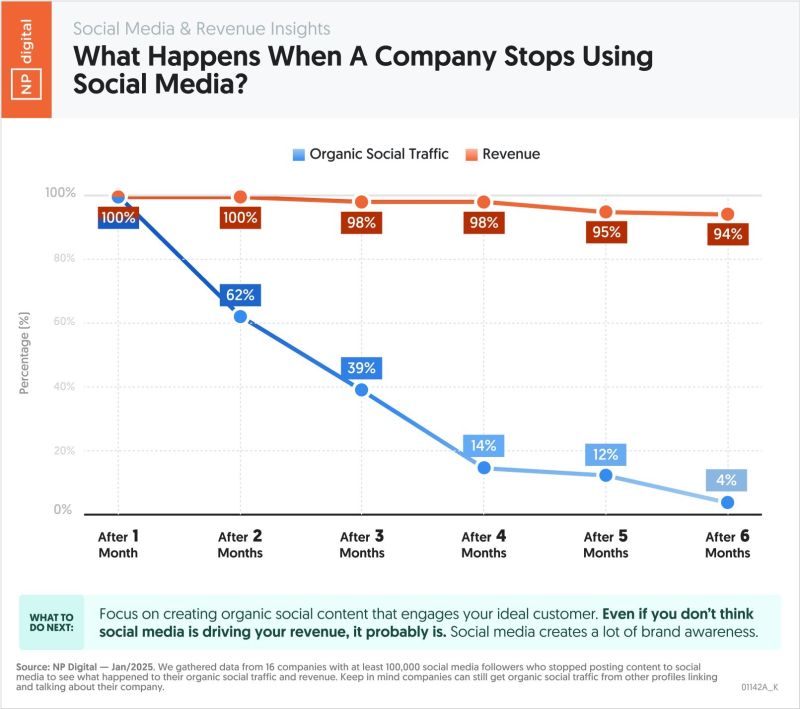 NP digital
Social Media & Revenue Insights
What Happens When A Company Stops Using
Social Media?
Organic Social Traffic
Revenue
100%
80%
60%
40%
20%
0%
Percentage (%)
100%
100%
98%
98%
95%
94%
62%
39%
14%
12%
4%
After 1
Month
After 2
Months
After 3
Months
After 4
Months
After 5
Months
After 6
Months
WHAT TO
DO NEXT:
Focus on creating organic social content that engages your ideal customer. Even if you don’t think
social media is driving your revenue, it probably is. Social media creates a lot of brand awareness.
Source: NP Digital — Jan/2025. We gathered data from 16 companies with at least 100,000 social media followers who stopped posting content to social
media to see what happened to their organic social traffic and revenue. Keep in mind companies can still get organic social traffic from other profiles linking
and talking about their company.
01142A_K